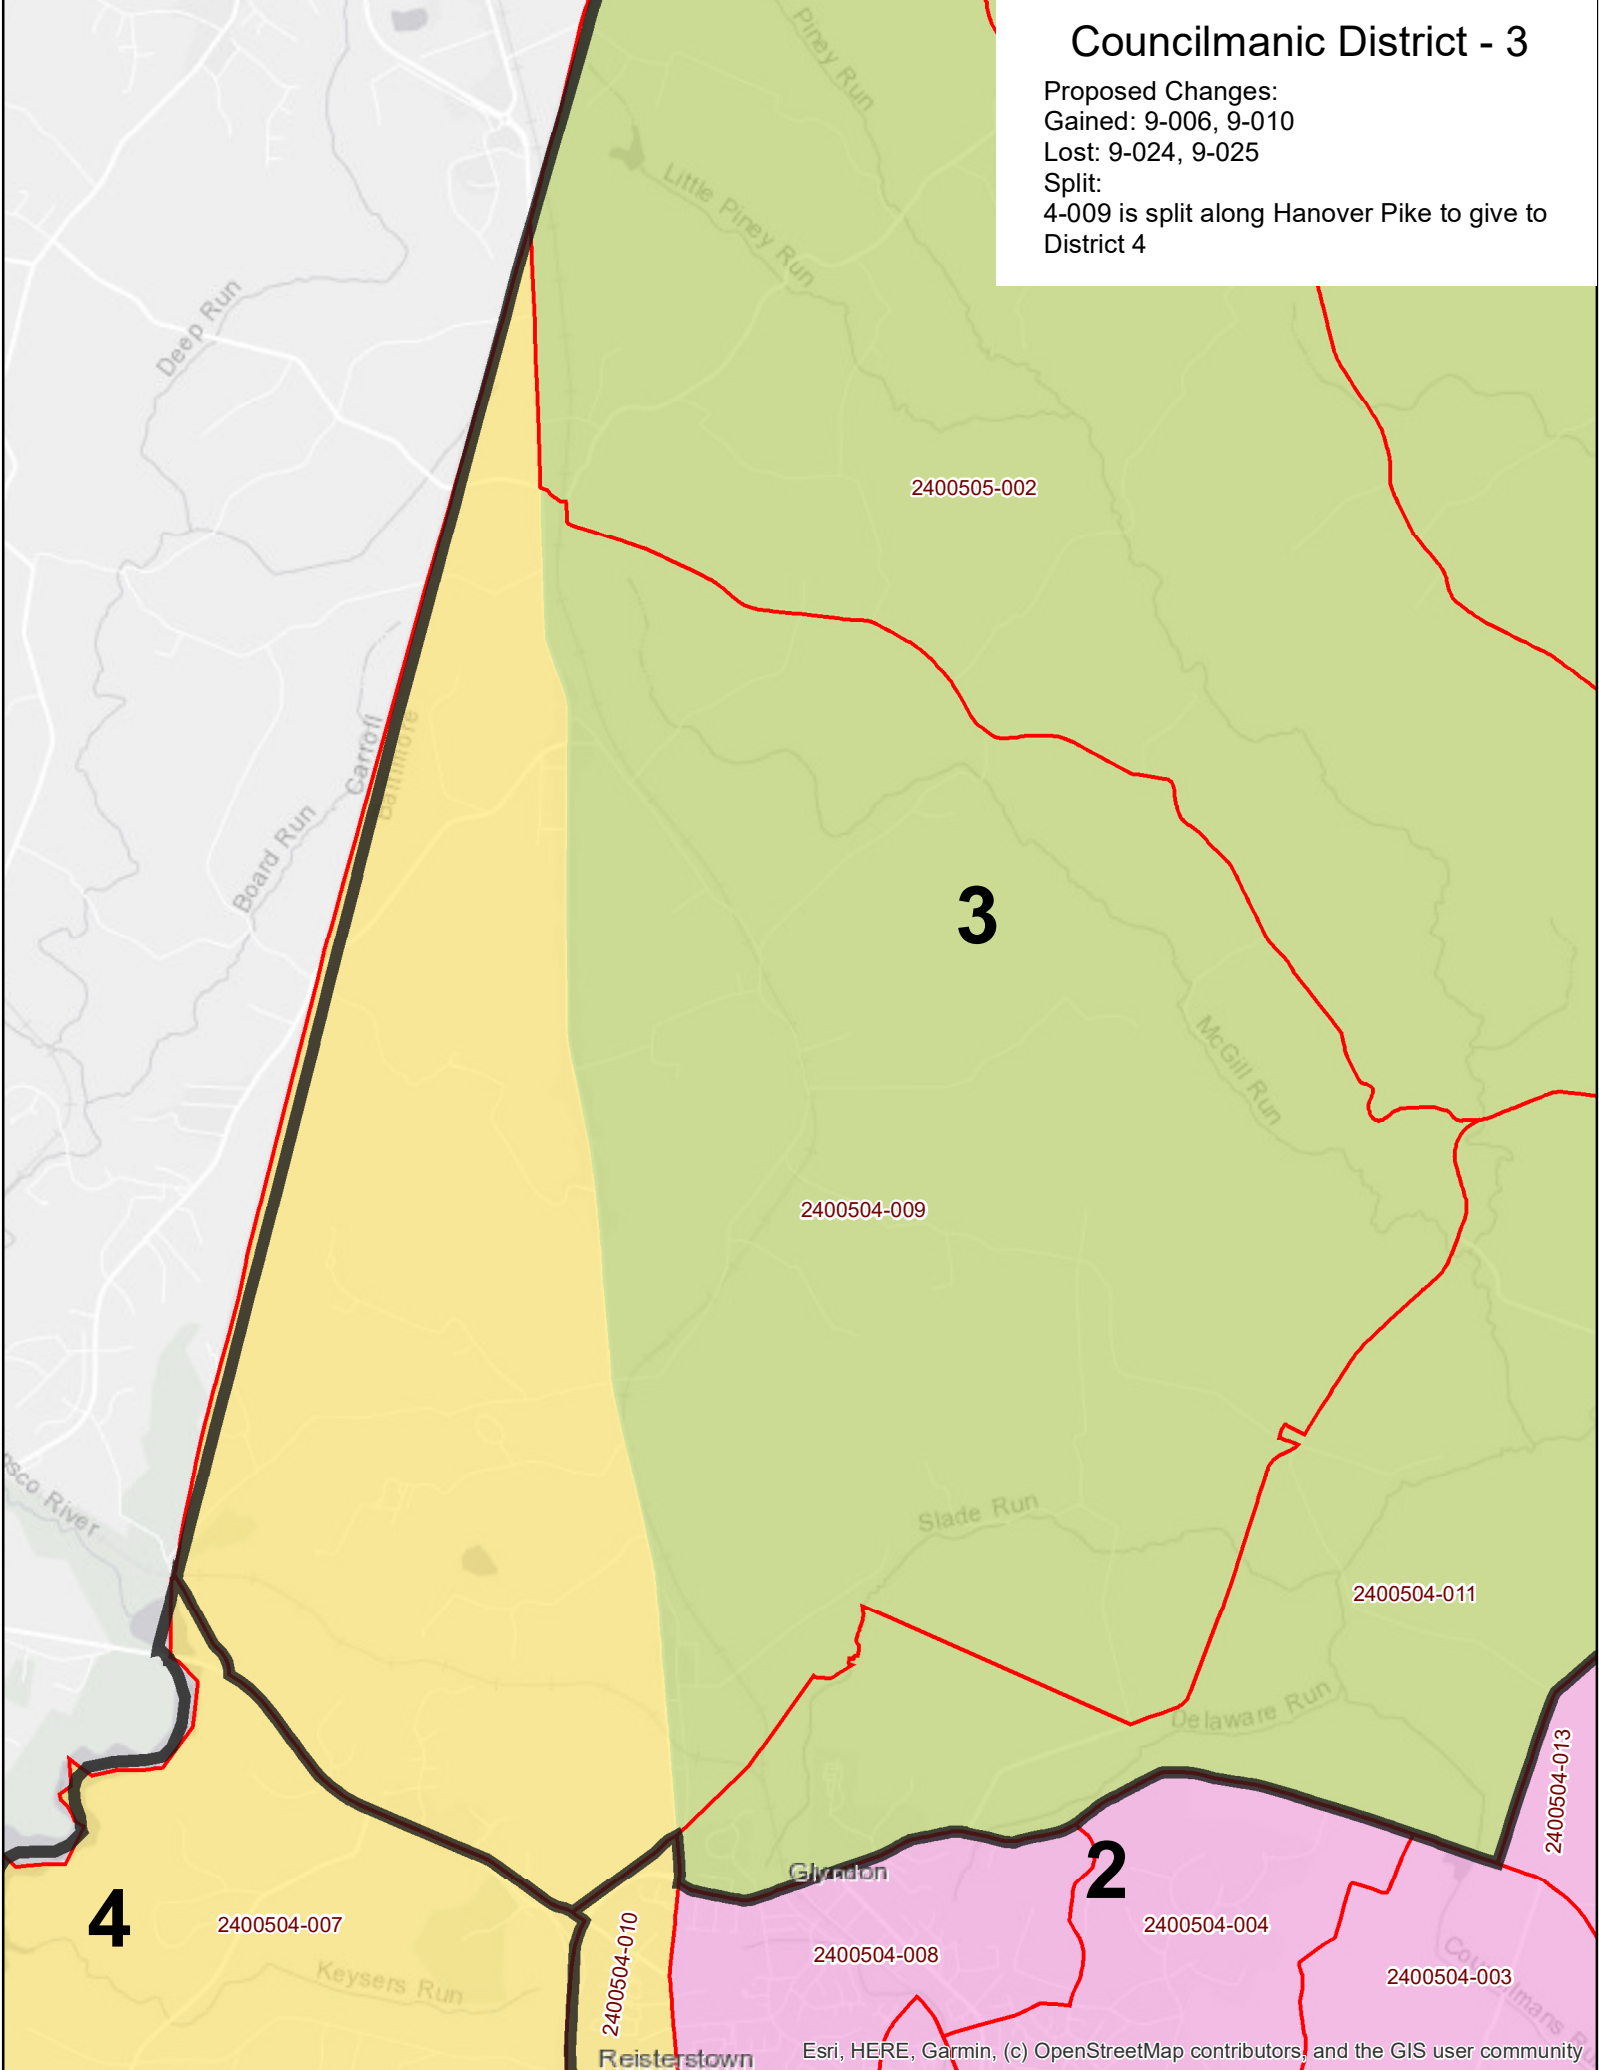 Councilmanic District - 3
Proposed Changes:
Gained: 9-006, 9-010
Lost: 9-024, 9-025
Split:
4-009 is split along Hanover Pike to give to
District 4
Piney Run
Little Piney Run
Deep Run
2400505-002
Carroll
Baltimore
Board Run
3
McGill Run
2400504-009
sco River
Slade Run
2400504-011
Delaware Run
2400504-013
Glyndon
2
4
2400504-007
2400504-010
2400504-008
2400504-004
2400504-003
Keysers Run
Councilmans Ru
Reisterstown
Esri, HERE, Garmin, (c) OpenStreetMap contributors, and the GIS user community